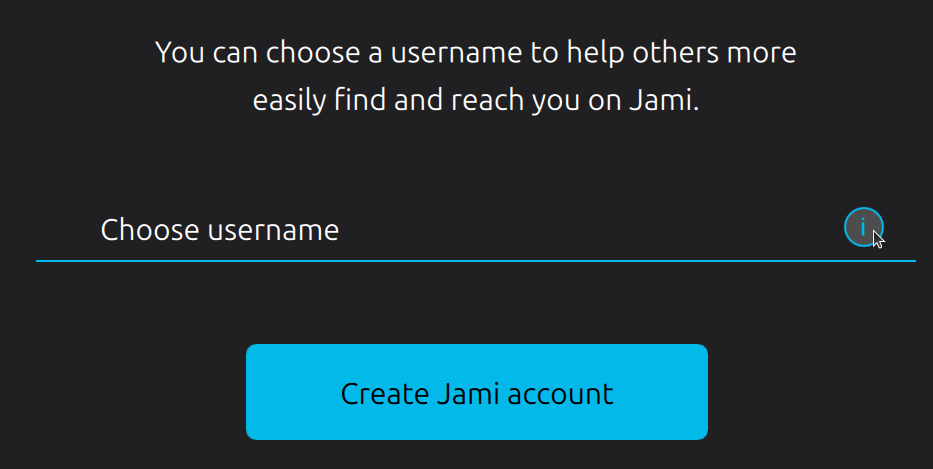 You can choose a username to help others more
easily find and reach you on Jami.
Choose username
i
Create Jami account